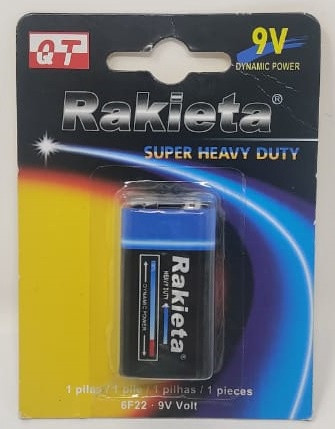 QT
9V
DYNAMIC POWER
Rakieta®
SUPER HEAVY DUTY
Rakieta®
HEAVY DUTY
DYNAMIC POWER
1 pilas / 1 pile / 1 pilhas / 1 pieces
6F22 · 9V Volt